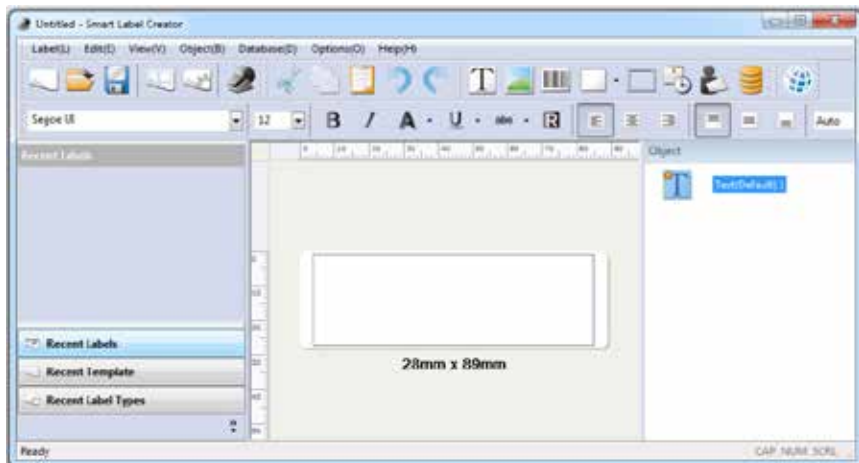 Untitled - Smart Label Creator
Label(L) Edit(E) View(V) Object(B) Database(D) Options(O) Help(H)
Segoe UI 12 B I A U abc R Auto
Recent Labels
Object
Text(Default) 1
28mm x 89mm
Recent Labels
Recent Template
Recent Label Types
Ready
CAP NUM SCRL